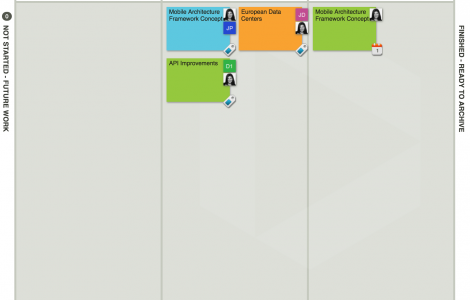 0
NOT STARTED - FUTURE WORK
Mobile Architecture
Framework Concept
JP
European Data
Centers
JD
Mobile Architecture
Framework Concept
1
API Improvements
D1
FINISHED - READY TO ARCHIVE